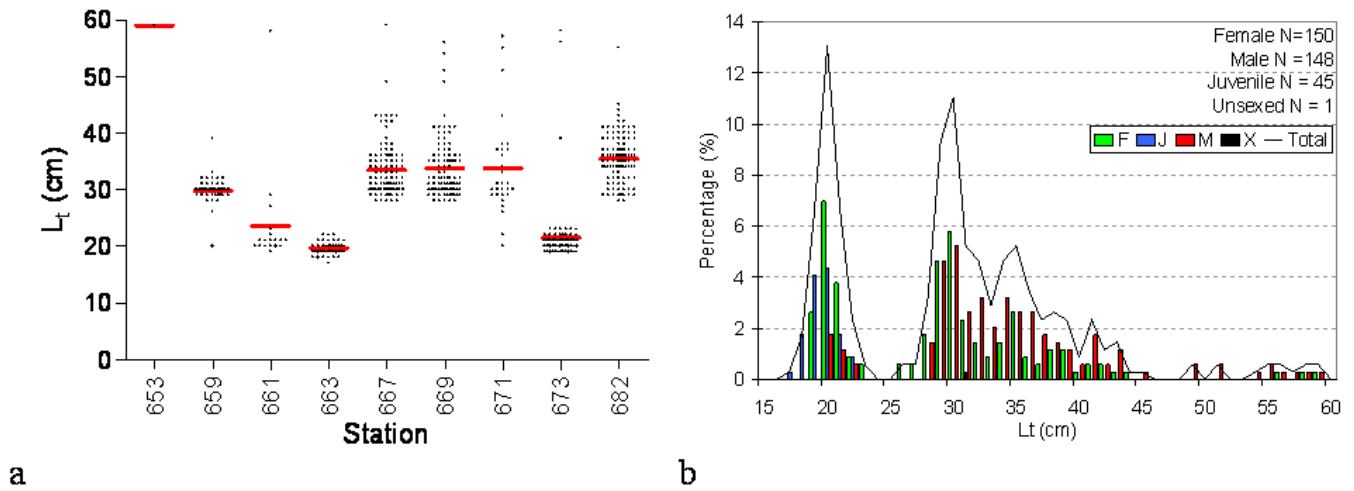 60
50
40
30
20
10
0
Lt (cm)
653 659 661 663 667 669 671 673 682
Station
a
14
12
10
8
6
4
2
0
Percentage (%)
Female N=150
Male N =148
Juvenile N = 45
Unsexed N = 1
F J M X — Total
15 20 25 30 35 40 45 50 55 60
Lt (cm)
b